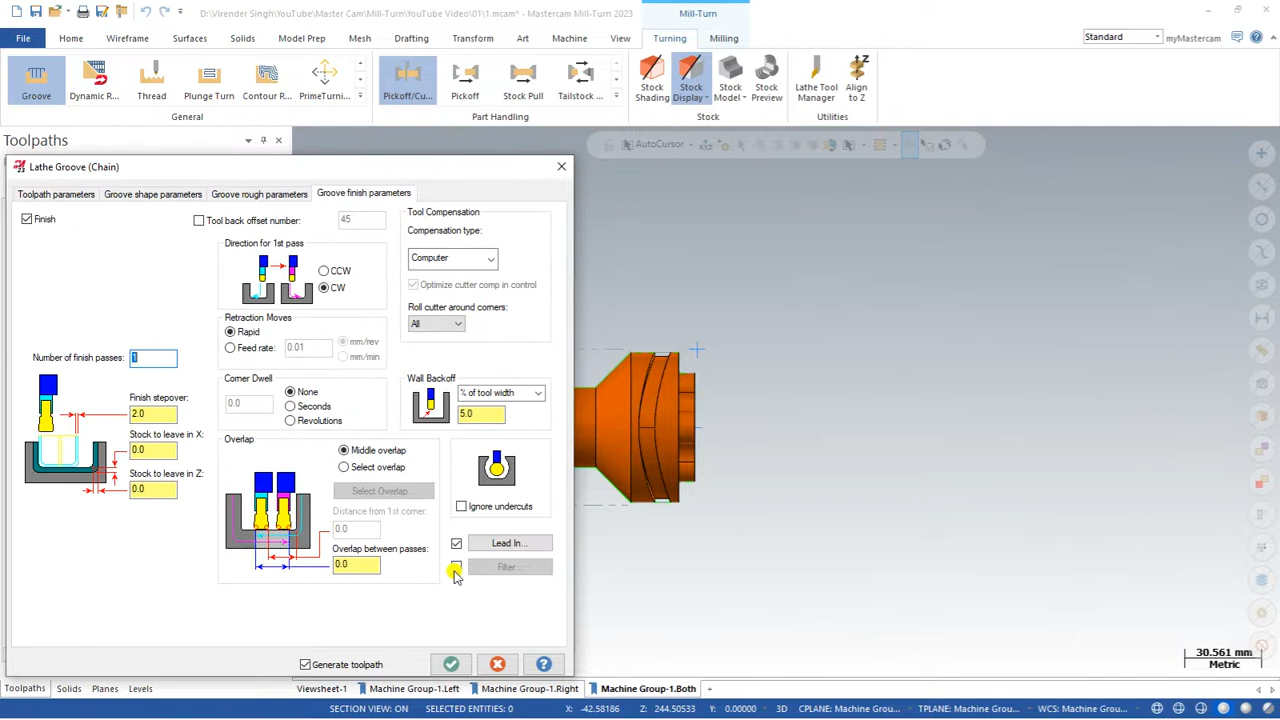 D:\Virender Singh\YouTube\Master Cam\Mill-Turn\YouTube Video\01\1.mcam* - Mastercam Mill-Turn 2023
Mill-Turn
File
Home
Wireframe
Surfaces
Solids
Model Prep
Mesh
Drafting
Transform
Art
Machine
View
Turning
Milling
Standard
myMastercam
Groove
Dynamic R...
Thread
Plunge Turn
Contour R...
PrimeTurni...
Pickoff/Cu...
Pickoff
Stock Pull
Tailstock ...
Stock Shading
Stock Display
Stock Model
Stock Preview
Lathe Tool Manager
Align to Z
General
Part Handling
Stock
Utilities
Toolpaths
AutoCursor
Lathe Groove (Chain)
Toolpath parameters
Groove shape parameters
Groove rough parameters
Groove finish parameters
Finish
Tool back offset number:
45
Direction for 1st pass
CCW
CW
Retraction Moves
Rapid
Feed rate:
0.01
mm/rev
mm/min
Tool Compensation
Compensation type:
Computer
Optimize cutter comp in control
Roll cutter around corners:
All
Number of finish passes:
1
Finish stepover:
2.0
Stock to leave in X:
0.0
Stock to leave in Z:
0.0
Corner Dwell
0.0
None
Seconds
Revolutions
Wall Backoff
% of tool width
5.0
Overlap
Middle overlap
Select overlap
Select Overlap...
Distance from 1st corner:
0.0
Overlap between passes:
0.0
Ignore undercuts
Lead In...
Filter...
Generate toolpath
30.561 mm
Metric
Toolpaths
Solids
Planes
Levels
Viewsheet-1
Machine Group-1.Left
Machine Group-1.Right
Machine Group-1.Both
+
SECTION VIEW: ON
SELECTED ENTITIES: 0
X: -42.58186
Z: 244.50533
Y: 0.00000
3D
CPLANE: Machine Grou...
TPLANE: Machine Grou...
WCS: Machine Grou...